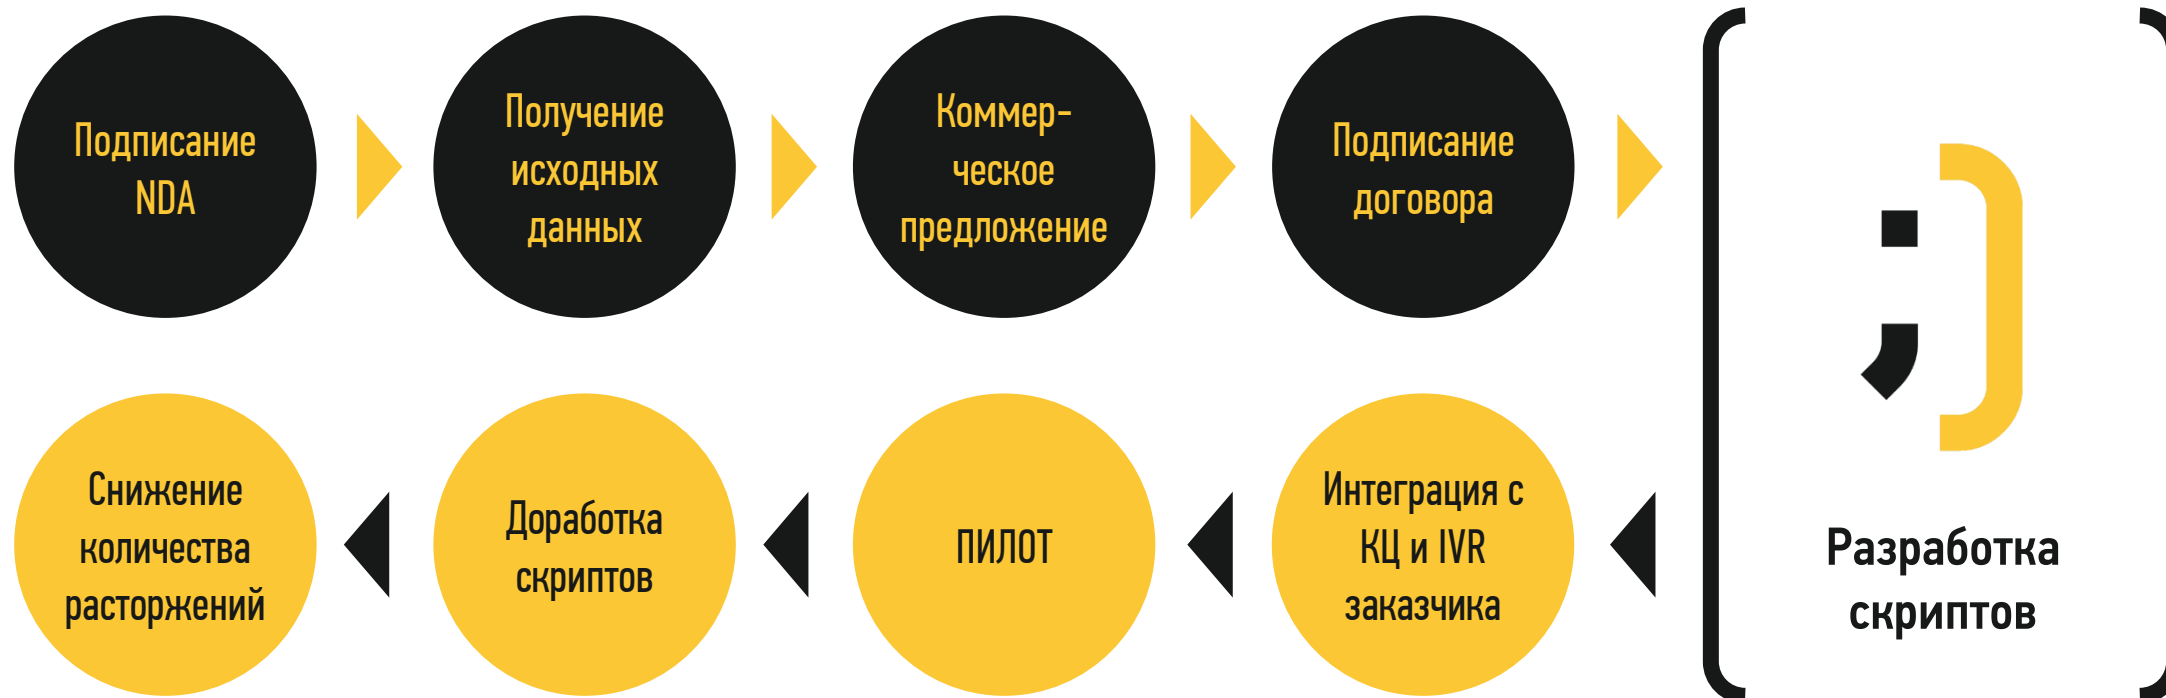 Подписание
NDA
Получение
исходных
данных
Коммер-
ческое
предложение
Подписание
договора
Разработка
скриптов
Интеграция с
КЦ и IVR
заказчика
ПИЛОТ
Доработка
скриптов
Снижение
количества
расторжений